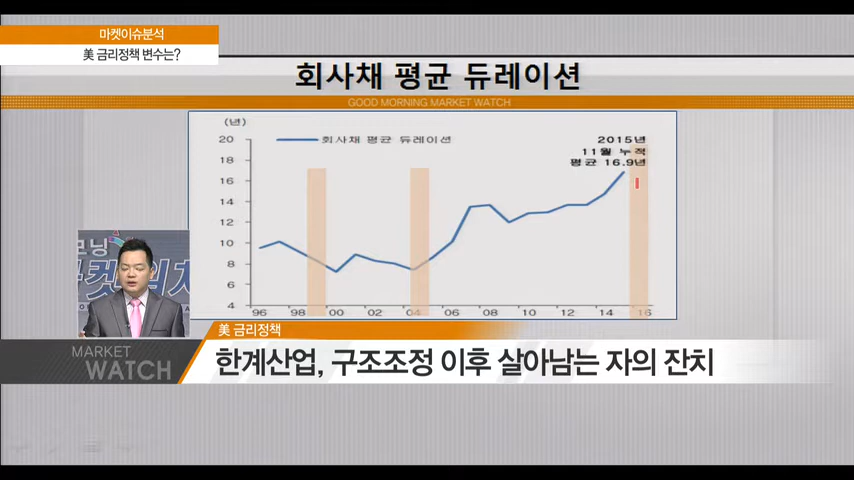 마켓이슈분석
美 금리정책 변수는?
회사채 평균 듀레이션
GOOD MORNING MARKET WATCH
(년)
회사채 평균 듀레이션
2015년
11월 누적
평균 16.9년
20
18
16
14
12
10
8
6
4
96 98 00 02 04 06 08 10 12 14 16
모닝
美 금리정책
MARKET
WATCH
한계산업, 구조조정 이후 살아남는 자의 잔치